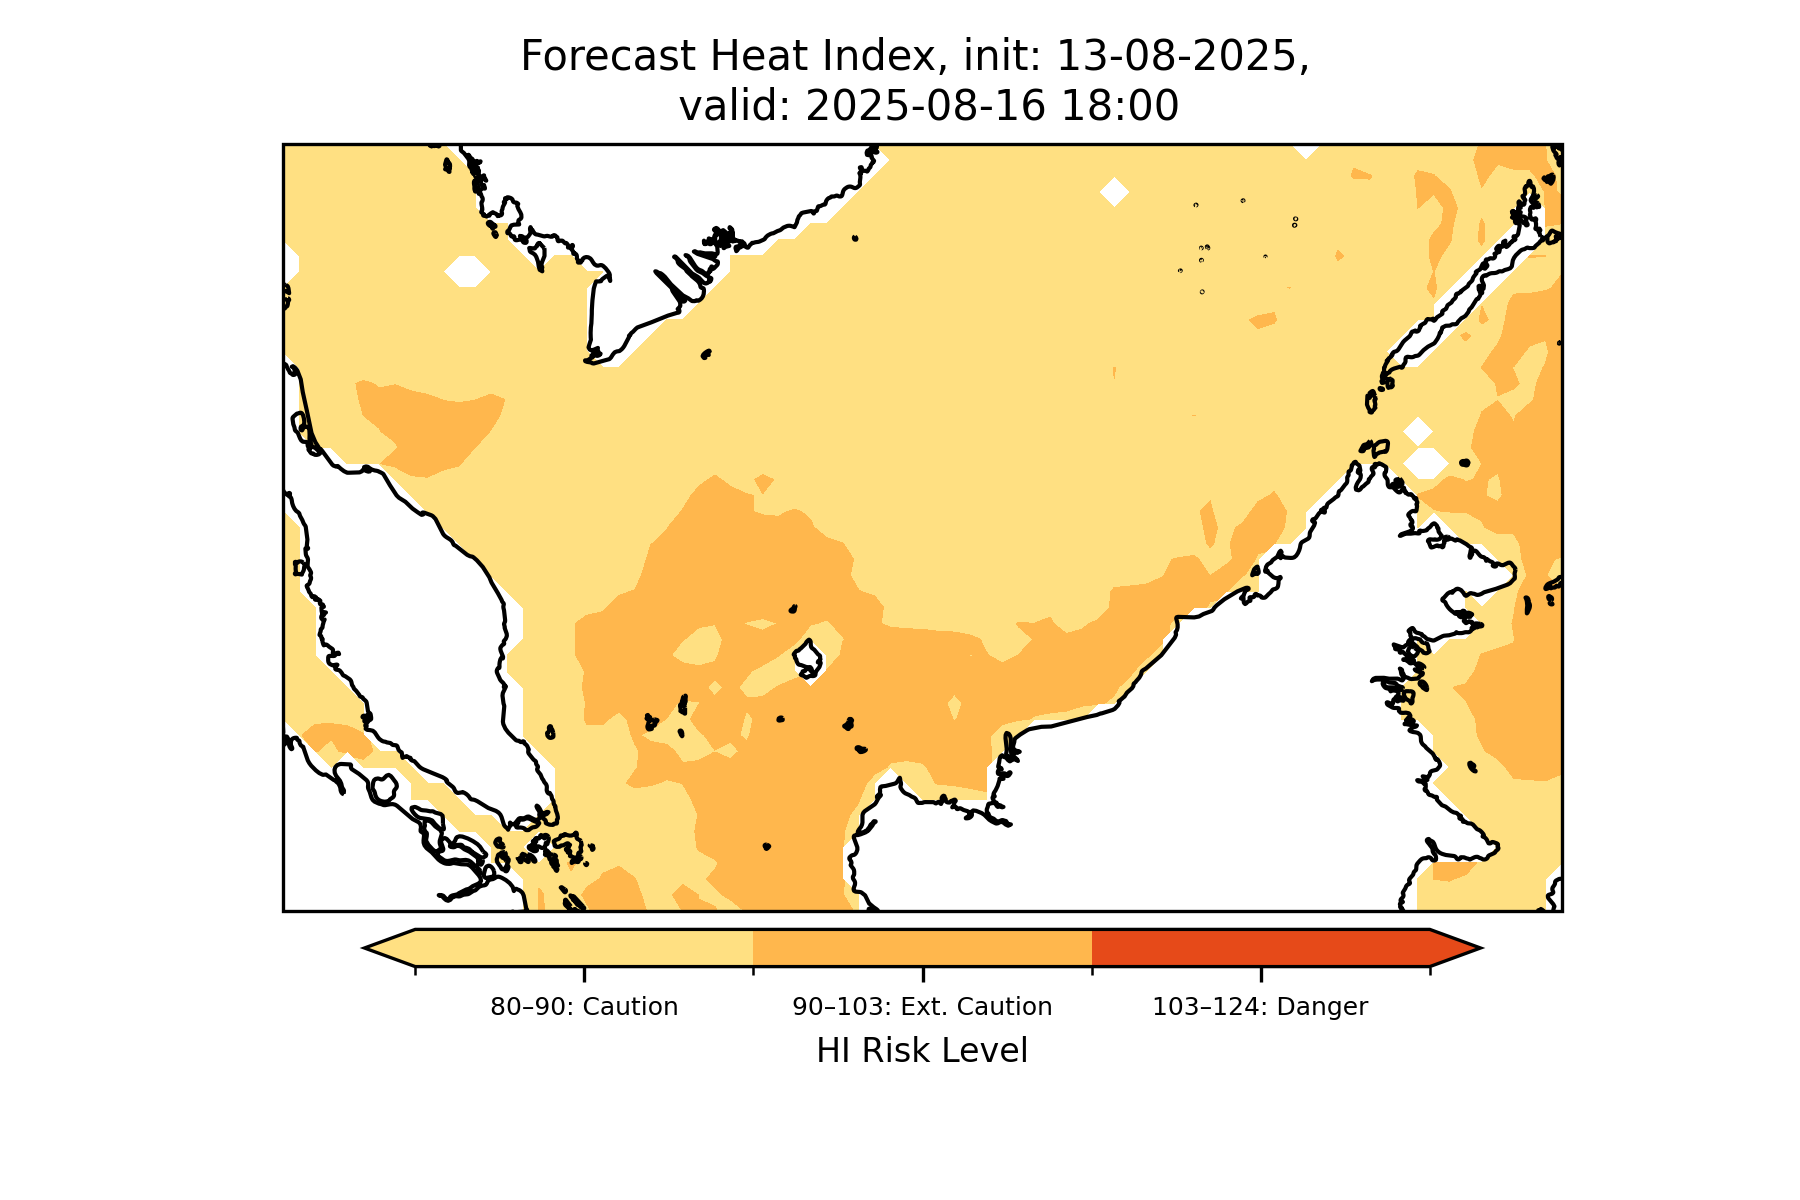 Forecast Heat Index, init: 13-08-2025,
valid: 2025-08-16 18:00
80–90: Caution
90–103: Ext. Caution
103–124: Danger
HI Risk Level